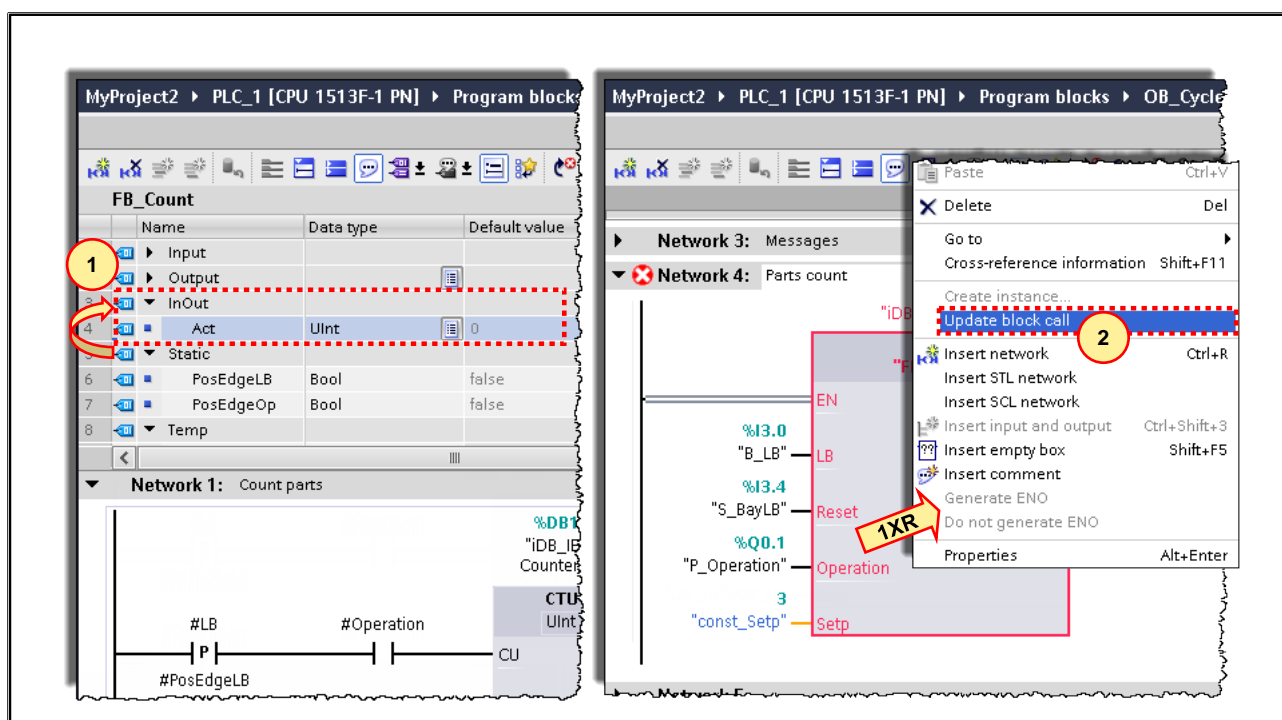 MyProject2 ▸ PLC_1 [CPU 1513F-1 PN] ▸ Program blocks
FB_Count
Name Data type Default value
Input
Output
3 InOut
4 Act UInt 0
5 Static
6 PosEdgeLB Bool false
7 PosEdgeOp Bool false
8 Temp
1
Network 1: Count parts
%DB1
"iDB_IE
Counter
CTU
UInt
#LB #Operation
P
CU
#PosEdgeLB
MyProject2 ▸ PLC_1 [CPU 1513F-1 PN] ▸ Program blocks ▸ OB_Cycle
Network 3: Messages
Network 4: Parts count
"iDB
"F
EN
%I3.0
"B_LB" LB
%I3.4
"S_BayLB" Reset
%Q0.1
"P_Operation" Operation
3
"const_Setp" Setp
1XR
Paste Ctrl+V
Delete Del
Go to
Cross-reference information Shift+F11
Create instance...
Update block call
2
Insert network Ctrl+R
Insert STL network
Insert SCL network
Insert input and output Ctrl+Shift+3
Insert empty box Shift+F5
Insert comment
Generate ENO
Do not generate ENO
Properties Alt+Enter